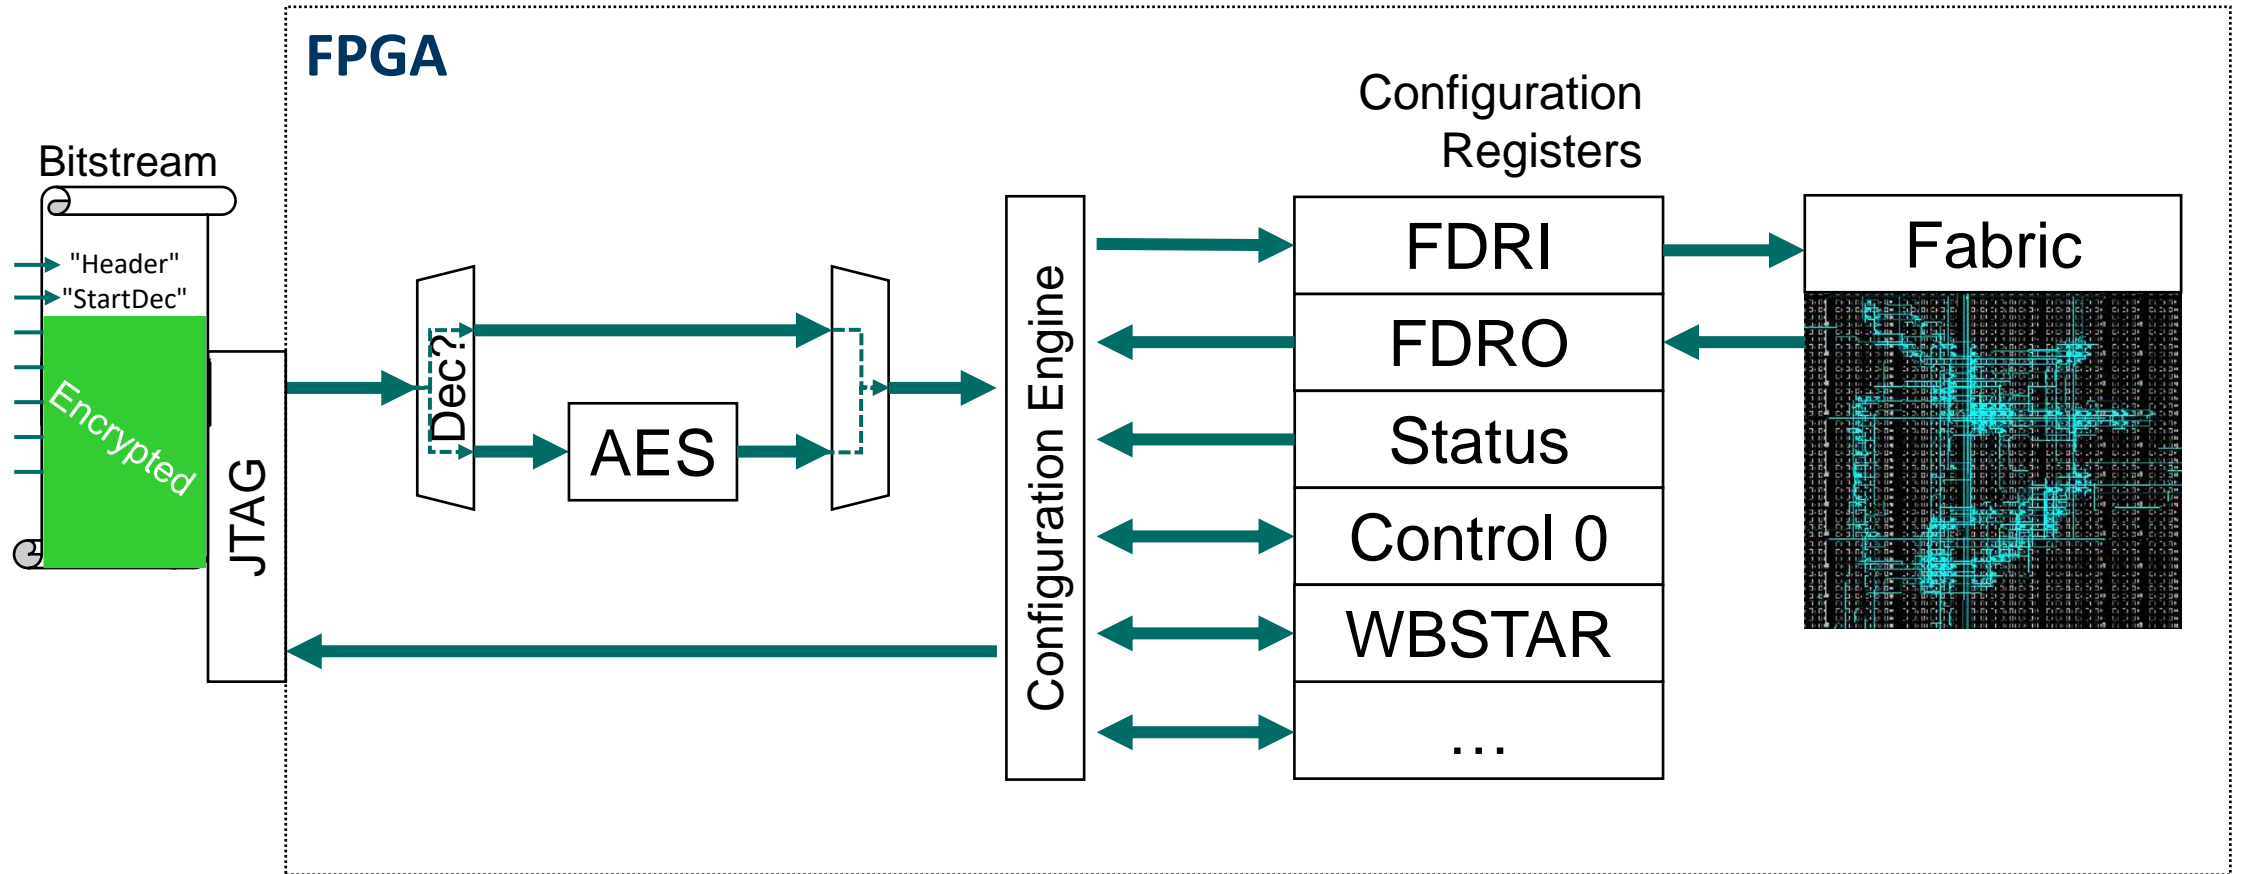 FPGA
Configuration
Registers
Bitstream
"Header"
"StartDec"
Encrypted
JTAG
Dec?
AES
Configuration Engine
FDRI
FDRO
Status
Control 0
WBSTAR
...
Fabric